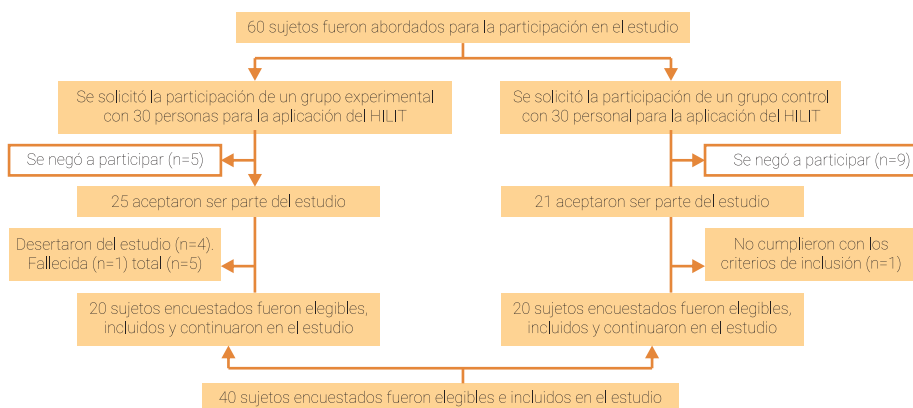 60 sujetos fueron abordados para la participación en el estudio
Se solicitó la participación de un grupo experimental
con 30 personas para la aplicación del HILIT
Se solicitó la participación de un grupo control
con 30 personal para la aplicación del HILIT
Se negó a participar (n=5)
Se negó a participar (n=9)
25 aceptaron ser parte del estudio
21 aceptaron ser parte del estudio
Desertaron del estudio (n=4).
Fallecida (n=1) total (n=5)
No cumplieron con los
criterios de inclusión (n=1)
20 sujetos encuestados fueron elegibles,
incluidos y continuaron en el estudio
20 sujetos encuestados fueron elegibles,
incluidos y continuaron en el estudio
40 sujetos encuestados fueron elegibles e incluidos en el estudio